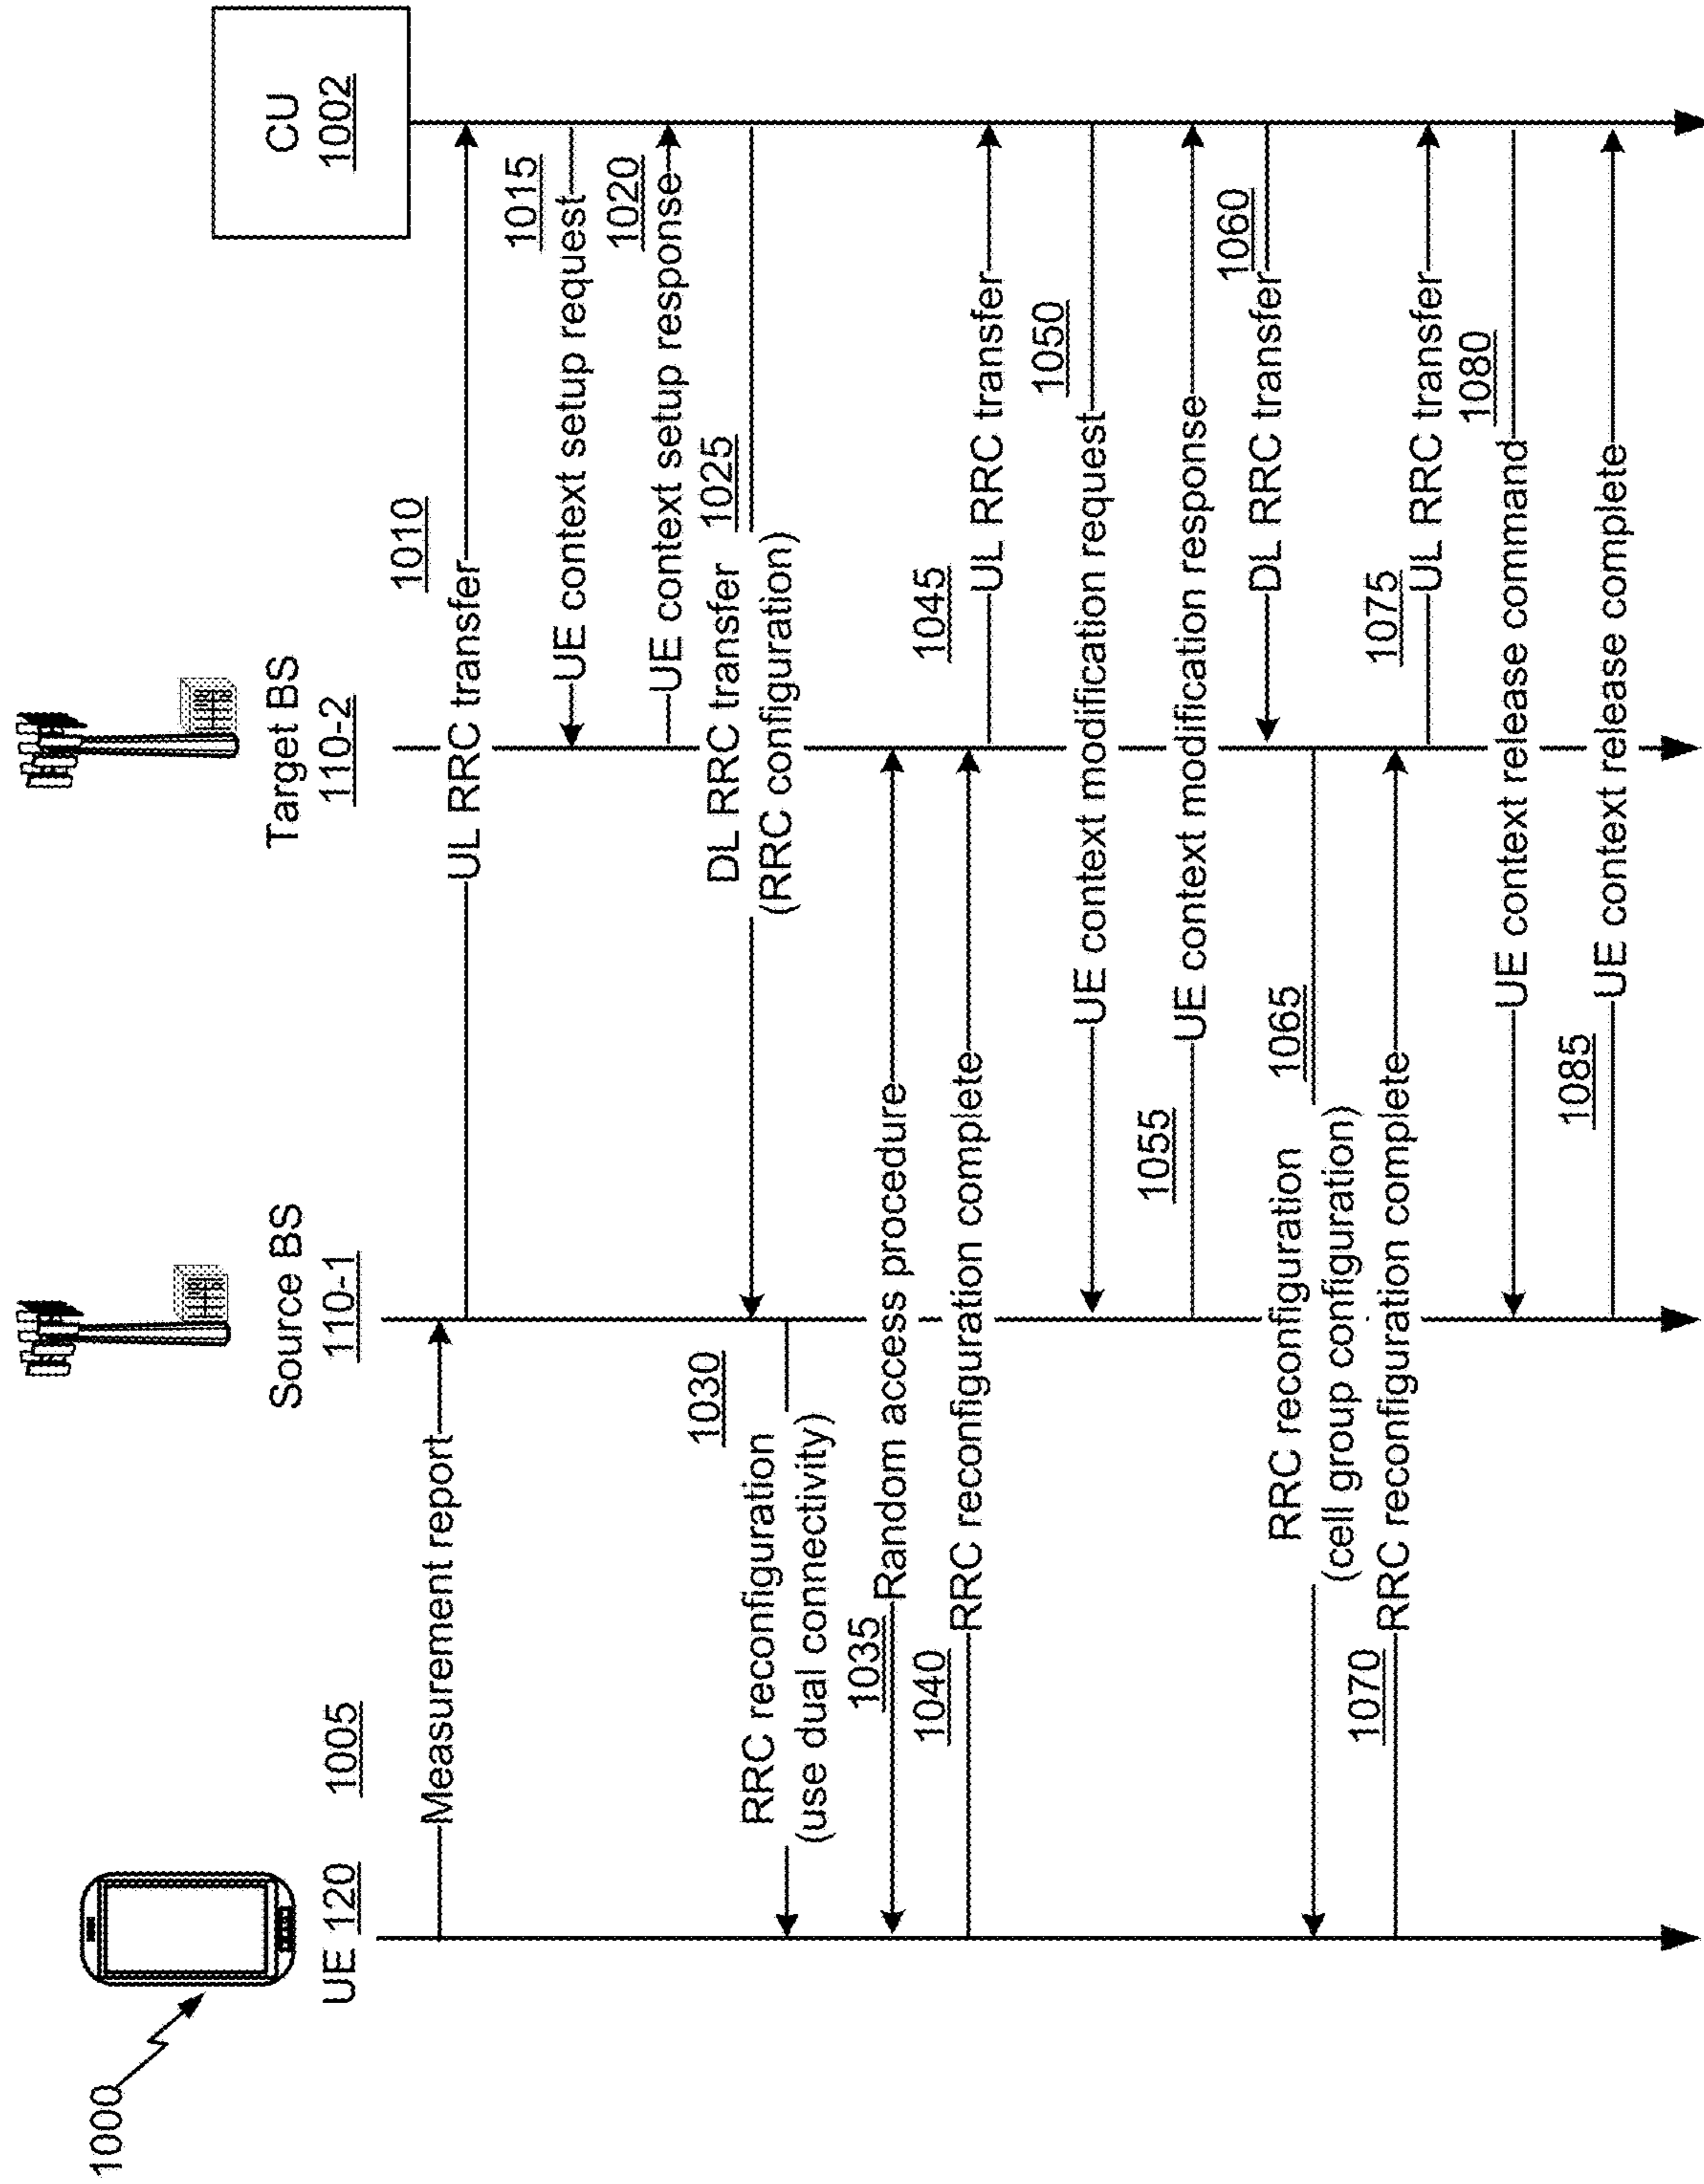 1000
UE 120
Source BS
110-1
Target BS
110-2
CU
1002
1005
Measurement report
1010
UL RRC transfer
1015
UE context setup request
1020
UE context setup response
1025
DL RRC transfer
(RRC configuration)
1030
RRC reconfiguration
(use dual connectivity)
1035
Random access procedure
1040
RRC reconfiguration complete
1045
UL RRC transfer
1050
UE context modification request
1055
UE context modification response
1060
DL RRC transfer
1065
RRC reconfiguration
(cell group configuration)
1070
RRC reconfiguration complete
1075
UL RRC transfer
1080
UE context release command
1085
UE context release complete